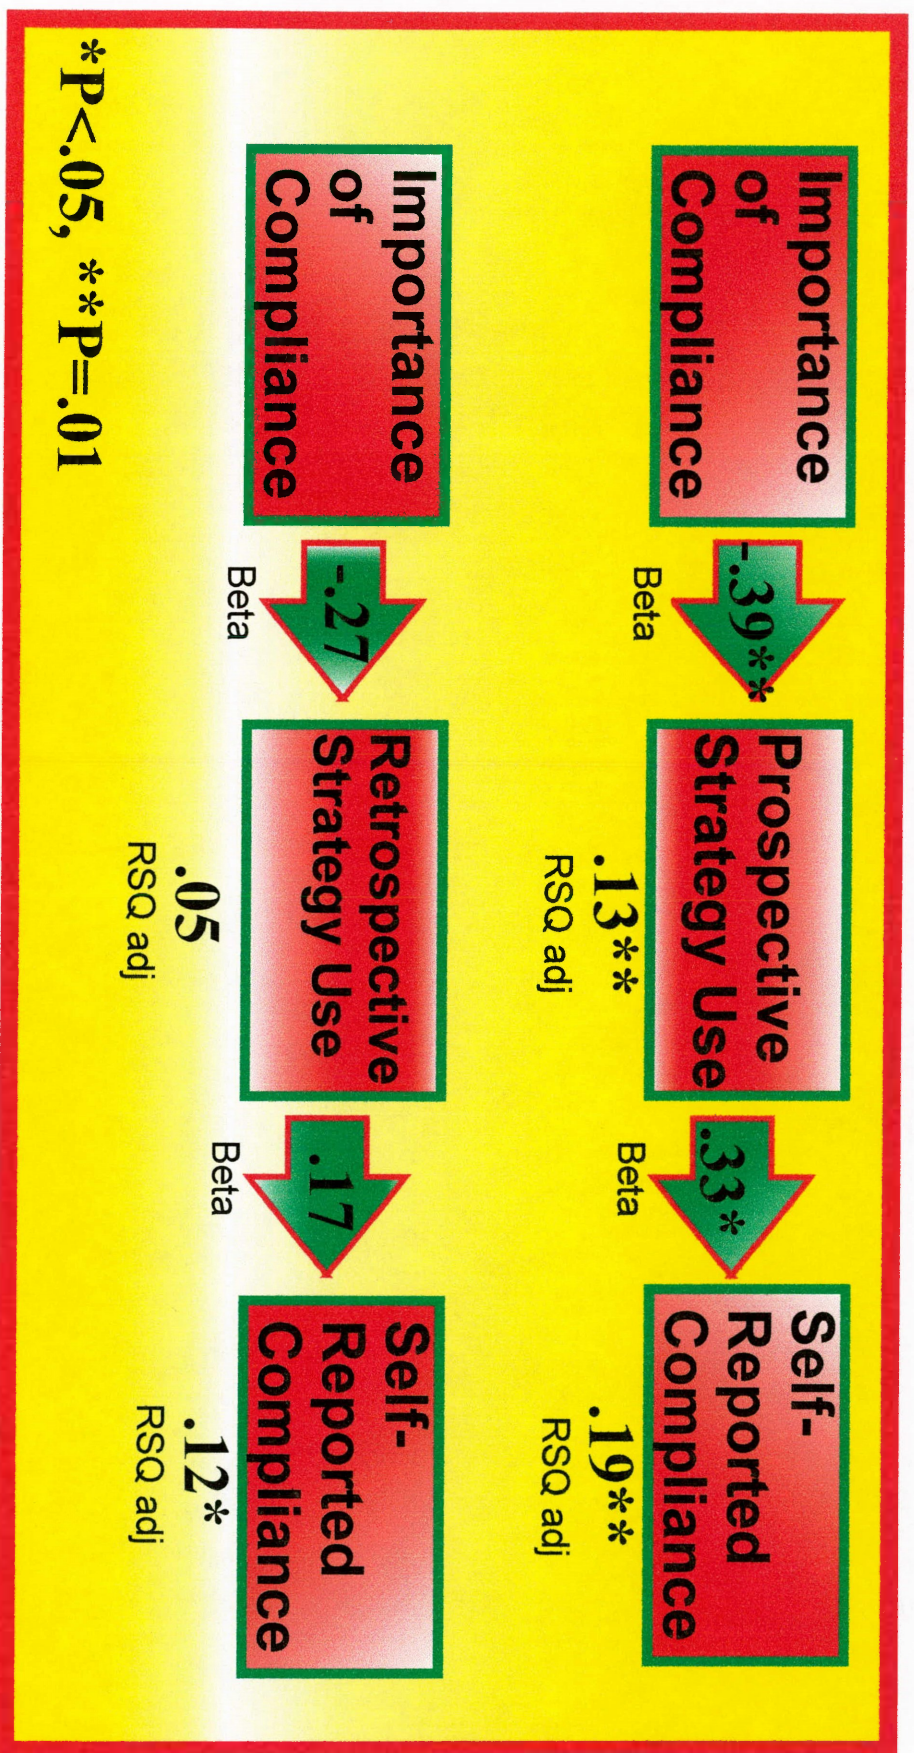 Importance
of
Compliance
-.39**
Beta
Prospective
Strategy Use
.13**
RSQ adj
.33*
Beta
Self-
Reported
Compliance
.19**
RSQ adj
Importance
of
Compliance
-.27
Beta
Retrospective
Strategy Use
.05
RSQ adj
.17
Beta
Self-
Reported
Compliance
.12*
RSQ adj
*P<.05, **P=.01